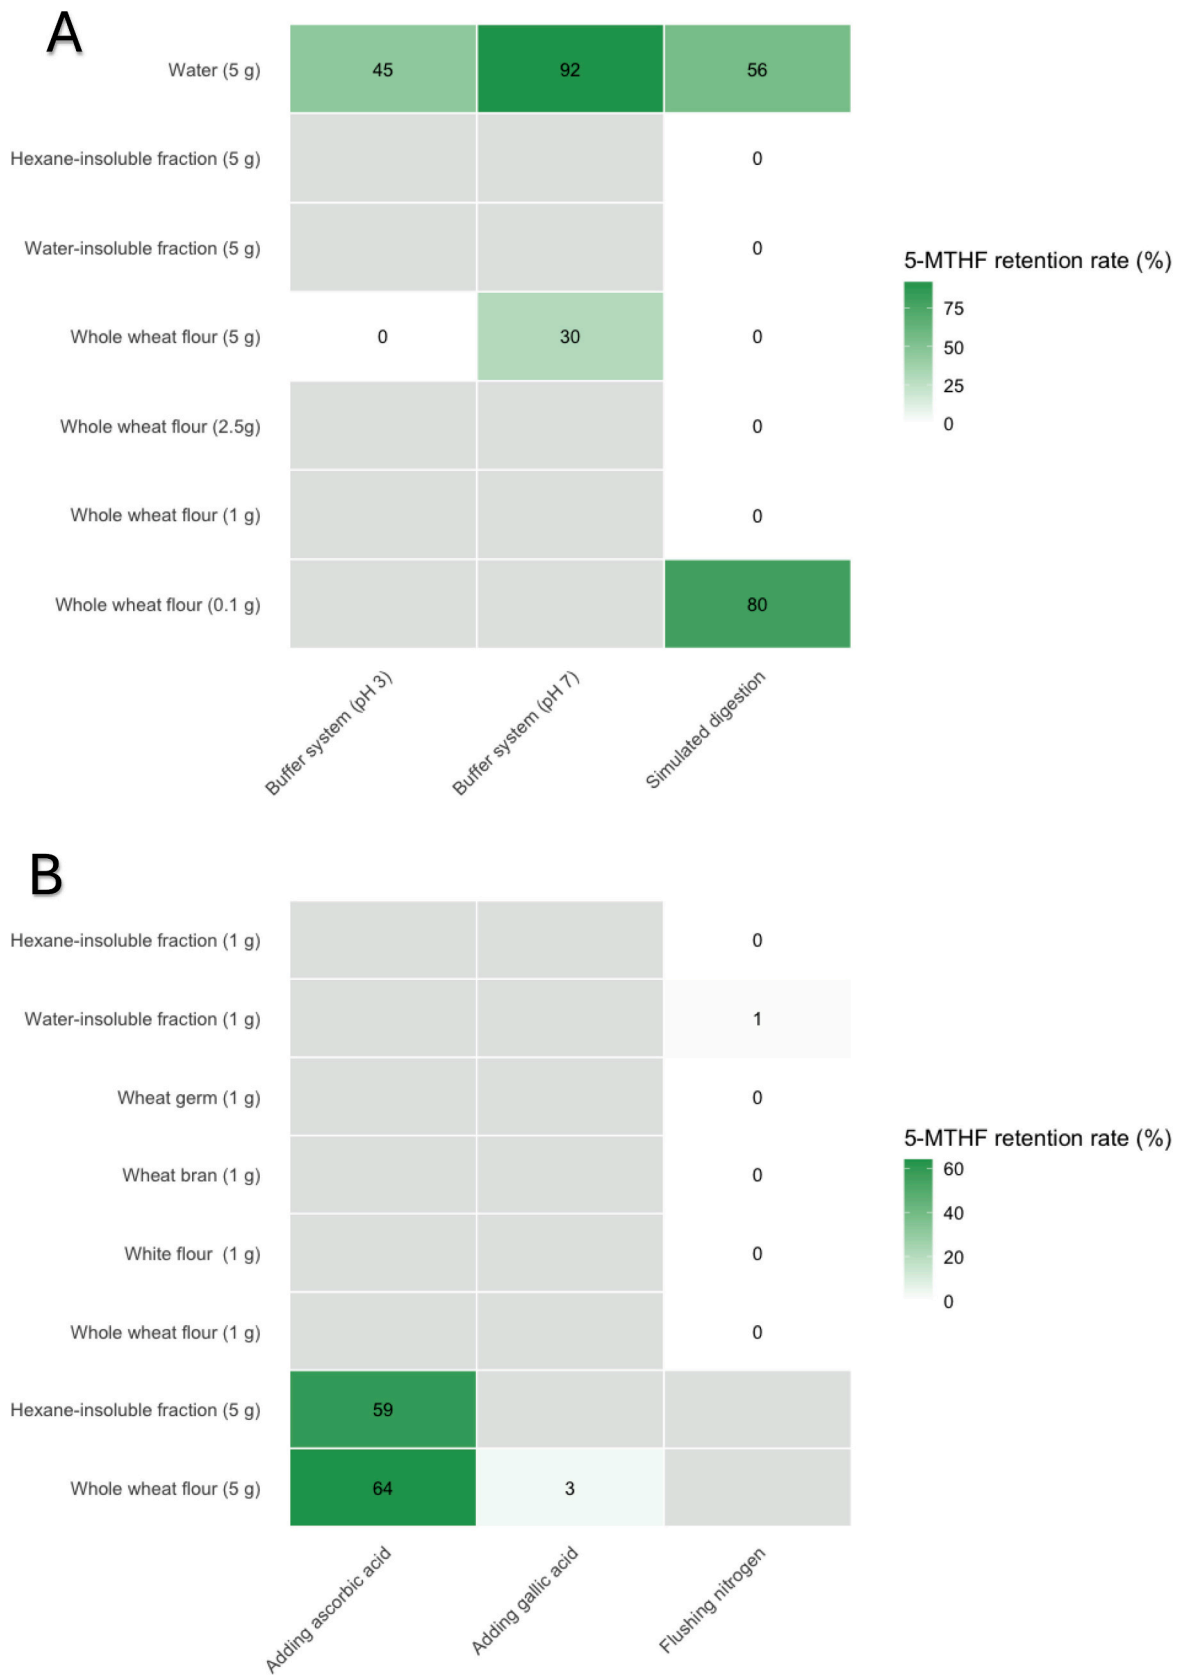 A
Water (5 g) 45 92 56
Hexane-insoluble fraction (5 g) 0
Water-insoluble fraction (5 g) 0
Whole wheat flour (5 g) 0 30 0
Whole wheat flour (2.5g) 0
Whole wheat flour (1 g) 0
Whole wheat flour (0.1 g) 80
Buffer system (pH 3)
Buffer system (pH 7)
Simulated digestion
5-MTHF retention rate (%)
75
50
25
0
B
Hexane-insoluble fraction (1 g) 0
Water-insoluble fraction (1 g) 1
Wheat germ (1 g) 0
Wheat bran (1 g) 0
White flour  (1 g) 0
Whole wheat flour (1 g) 0
Hexane-insoluble fraction (5 g) 59
Whole wheat flour (5 g) 64 3
Adding ascorbic acid
Adding gallic acid
Flushing nitrogen
5-MTHF retention rate (%)
60
40
20
0